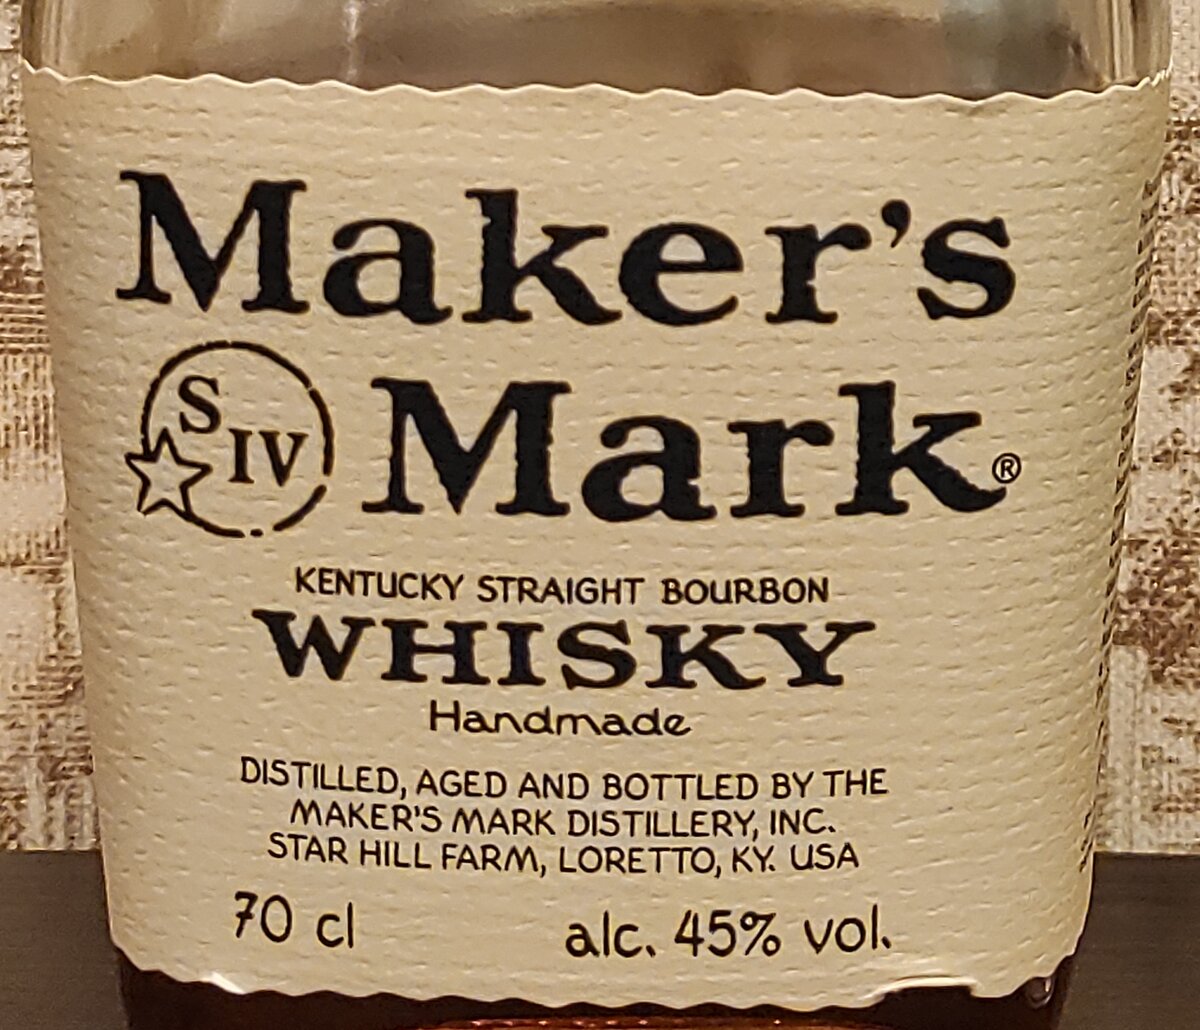 Maker's
S IV
Mark®
KENTUCKY STRAIGHT BOURBON
WHISKY
Handmade
DISTILLED, AGED AND BOTTLED BY THE
MAKER'S MARK DISTILLERY, INC.
STAR HILL FARM, LORETTO, KY. USA
70 cl alc. 45% vol.